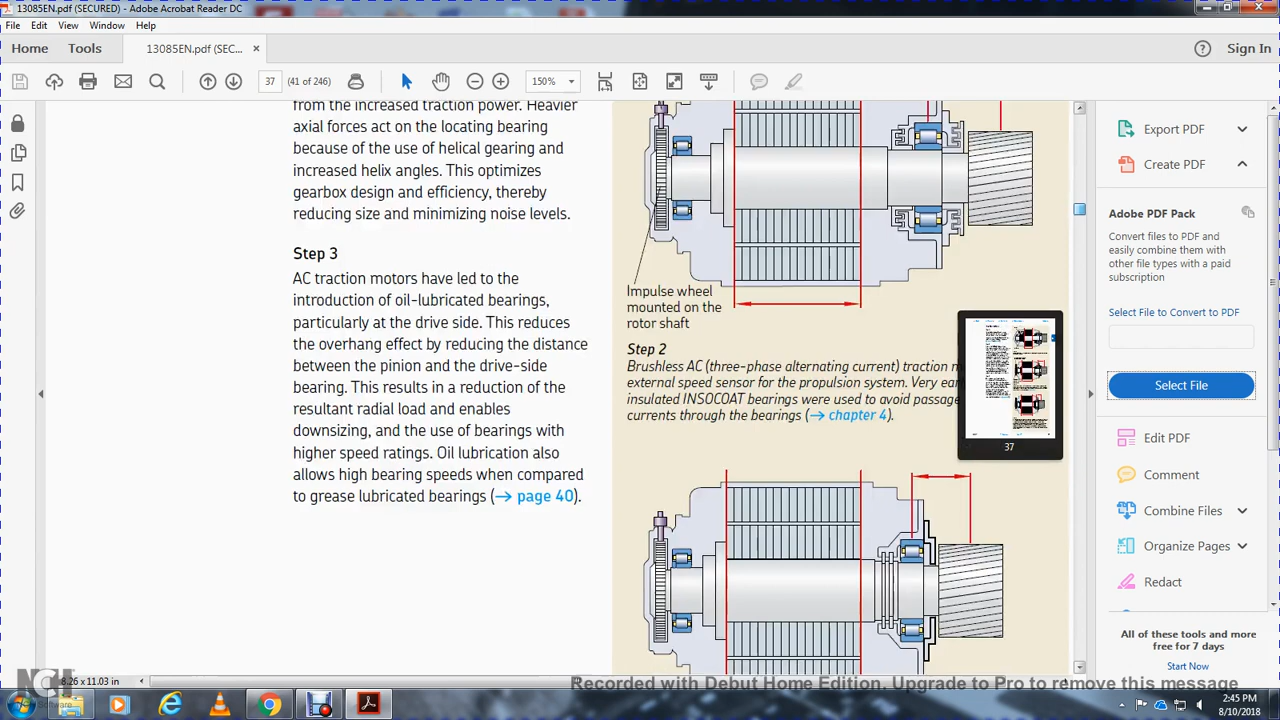 13085EN.pdf (SECURED) - Adobe Acrobat Reader DC
File Edit View Window Help
Home Tools 13085EN.pdf (SEC... × Sign In
37 (41 of 246) 150%
from the increased traction power. Heavier
axial forces act on the locating bearing
because of the use of helical gearing and
increased helix angles. This optimizes
gearbox design and efficiency, thereby
reducing size and minimizing noise levels.
Step 3
AC traction motors have led to the
introduction of oil-lubricated bearings,
particularly at the drive side. This reduces
the overhang effect by reducing the distance
between the pinion and the drive-side
bearing. This results in a reduction of the
resultant radial load and enables
downsizing, and the use of bearings with
higher speed ratings. Oil lubrication also
allows high bearing speeds when compared
to grease lubricated bearings (→ page 40).
Impulse wheel
mounted on the
rotor shaft
Step 2
Brushless AC (three-phase alternating current) traction
external speed sensor for the propulsion system. Very
insulated INSOCOAT bearings were used to avoid passage
currents through the bearings (→ chapter 4).
37
Export PDF
Create PDF
Adobe PDF Pack
Convert files to PDF and
easily combine them with
other file types with a paid
subscription
Select File to Convert to PDF
Select File
Edit PDF
Comment
Combine Files
Organize Pages
Redact
All of these tools and more
free for 7 days
Start Now
8.26 x 11.03 in
NCH
Software
Recorded with Debut Home Edition. Upgrade to Pro to remove this message
2:45 PM
8/10/2018